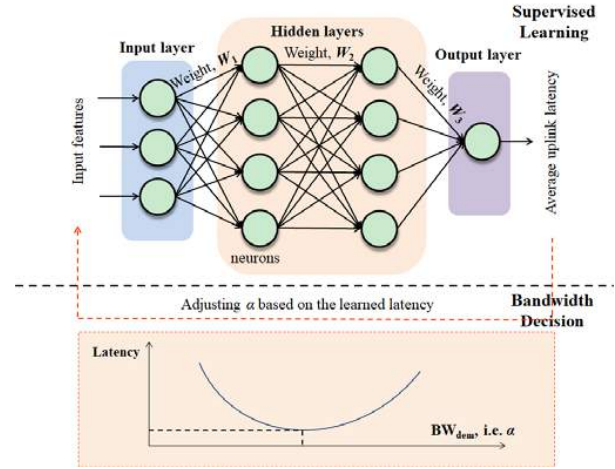 Supervised
Learning
Hidden layers
Input layer
Weight, W₁
Weight, W₂
Output layer
Weight, W₃
Input features
Average uplink latency
neurons
Adjusting α based on the learned latency
Bandwidth
Decision
Latency
BW_dem, i.e. α